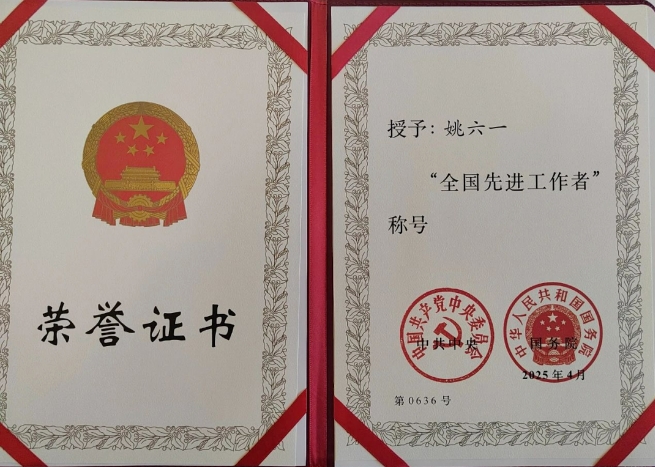 荣誉证书
授予：姚六一
“全国先进工作者”
称号
中国共产党中央委员会
中共中央
中华人民共和国国务院
国务院
2025年4月
第0636号